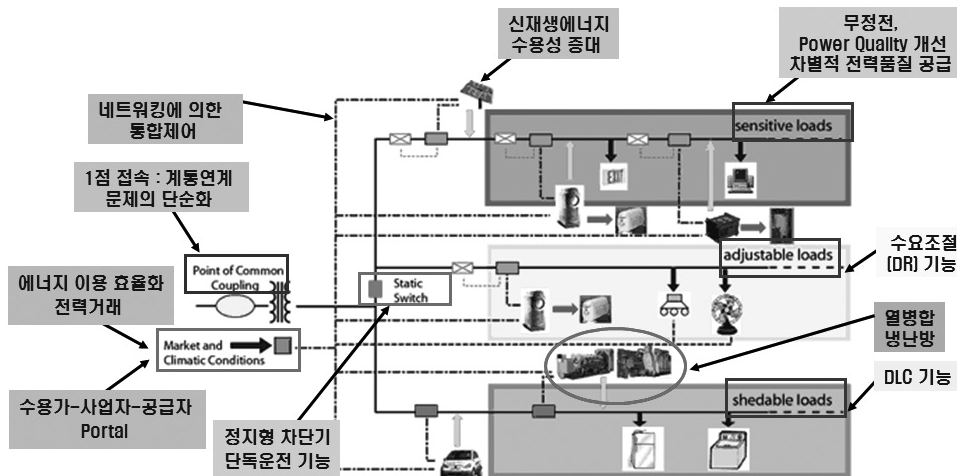 신재생에너지
수용성 증대
무정전,
Power Quality 개선
차별적 전력품질 공급
네트워킹에 의한
통합제어
sensitive loads
EXIT
1점 접속 : 계통연계
문제의 단순화
수요조절
(DR) 기능
adjustable loads
Point of Common
Coupling
에너지 이용 효율화
전력거래
Static
Switch
열병합
냉난방
Market and
Climatic Conditions
DLC 기능
shedable loads
수용가-사업자-공급자
Portal
정지형 차단기
단독운전 기능